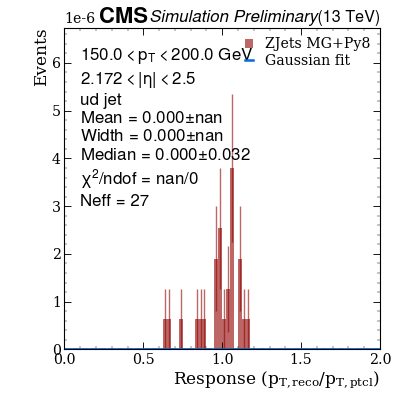 1e-6 CMS Simulation Preliminary (13 TeV)
Events
ZJets MG+Py8
Gaussian fit
150.0<pT<200.0 GeV
2.172<|η|<2.5
ud jet
Mean = 0.000±nan
Width = 0.000±nan
Median = 0.000±0.032
χ²/ndof = nan/0
Neff = 27
6
5
4
3
2
1
0
0.0 0.5 1.0 1.5 2.0
Response (pT,reco/pT,ptcl)